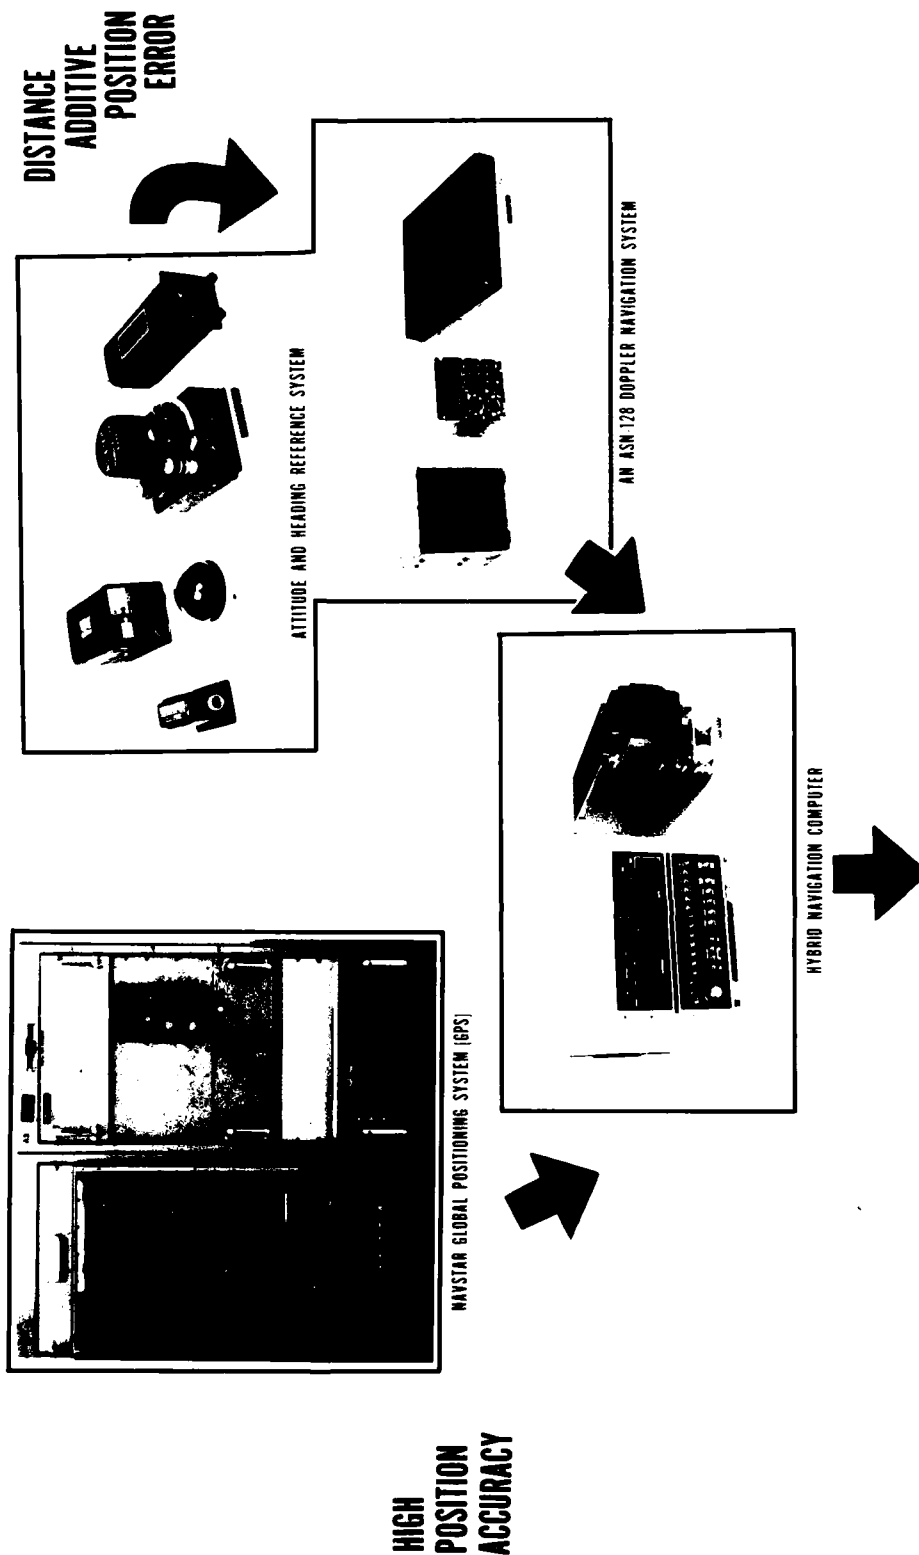 HIGH
POSITION
ACCURACY
NAVSTAR GLOBAL POSITIONING SYSTEM (GPS)
DISTANCE
ADDITIVE
POSITION
ERROR
ATTITUDE AND HEADING REFERENCE SYSTEM
AN ASN-128 DOPPLER NAVIGATION SYSTEM
HYBRID NAVIGATION COMPUTER